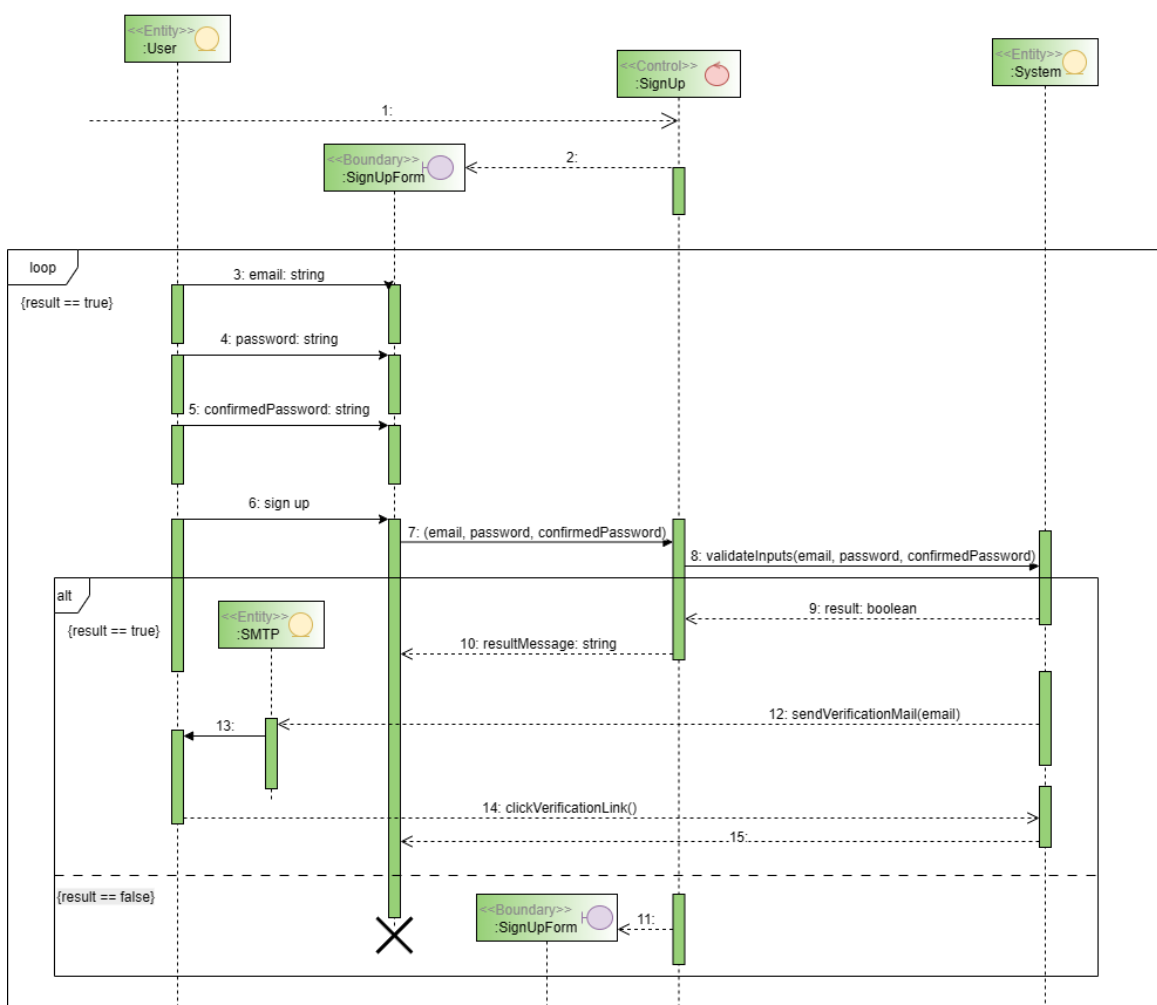 <<Entity>>
:User
<<Control>>
:SignUp
<<Entity>>
:System
1:
<<Boundary>>
:SignUpForm
2:
loop
{result == true}
3: email: string
4: password: string
5: confirmedPassword: string
6: sign up
7: (email, password, confirmedPassword)
8: validateInputs(email, password, confirmedPassword)
alt
{result == true}
<<Entity>>
:SMTP
9: result: boolean
10: resultMessage: string
12: sendVerificationMail(email)
13:
14: clickVerificationLink()
15:
{result == false}
<<Boundary>>
:SignUpForm
11: